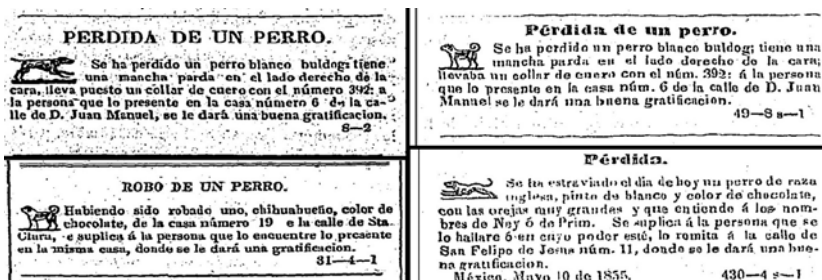 PERDIDA DE UN PERRO.
Se ha perdido un perro blanco buldog: tiene
una mancha parda en el lado derecho de la
cara, lleva puesto un collar de cuero con el número 392: a
la persona que lo presente en la casa número 6 de la ca-
lle de D. Juan Manuel, se le dará una buena gratificacion.
8—2
Pérdida de un perro.
Se ha perdido un perro blanco buldog; tiene una
mancha parda en el lado derecho de la cara;
llevaba un collar de cuero con el núm. 392: á la persona
que lo presente en la casa núm. 6 de la calle de D. Juan
Manuel se le dará una buena gratificacion.
49—8 s—1
ROBO DE UN PERRO.
Habiendo sido robado uno, chihuahueño, color de
chocolate, de la casa número 19 e la calle de Sta.
Clara, se suplica á la persona que lo encuentre lo presente
en la misma casa, donde se le dará una gratificacion.
31—4—1
Pérdida.
Se ha estraviado el dia de hoy un perro de raza
inglesa, pinto de blanco y color de chocolate,
con las orejas muy grandes y que entiende á los nom-
bres de Ney ó de Prim. Se suplica á la persona que se
lo hallare ó en cuyo poder esté, lo remita á la calle de
San Felipe de Jesus núm. 11, donde se le dará una bue-
na gratificacion.
México, Mayo 10 de 1855. 430—4 s—1